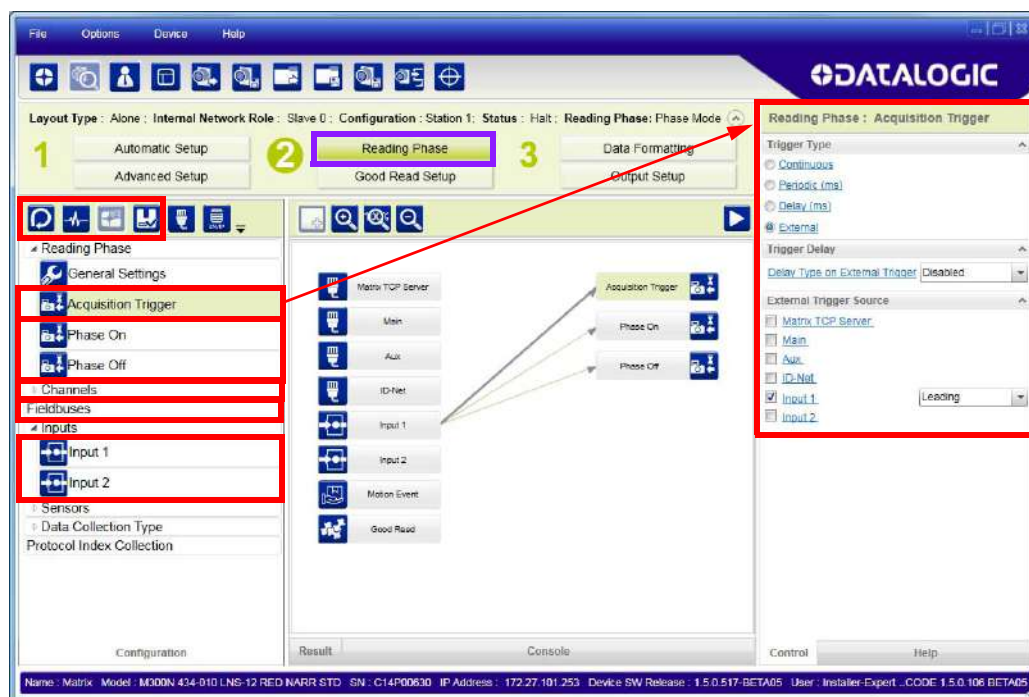 File Options Device Help
DATALOGIC
Layout Type : Alone ; Internal Network Role : Slave 0 ; Configuration : Station 1; Status : Halt ; Reading Phase: Phase Mode
1 Automatic Setup 2 Reading Phase 3 Data Formatting
Advanced Setup Good Read Setup Output Setup
Reading Phase
General Settings
Acquisition Trigger
Phase On
Phase Off
Channels
Fieldbuses
Inputs
Input 1
Input 2
Sensors
Data Collection Type
Protocol Index Collection
Configuration
Matrix TCP Server
Main
Aux
ID-Net
Input 1
Input 2
Motion Event
Good Read
Acquisition Trigger
Phase On
Phase Off
Result Console
Reading Phase : Acquisition Trigger
Trigger Type
Continuous
Periodic (ms)
Delay (ms)
External
Trigger Delay
Delay Type on External Trigger Disabled
External Trigger Source
Matrix TCP Server
Main
Aux
ID-Net
Input 1 Leading
Input 2
Control Help
Name : Matrix Model : M300N 434-010 LNS-12 RED NARR STD SN : C14P00630 IP Address : 172.27.101.253 Device SW Release : 1.5.0.517-BETA05 User : Installer-Expert ..CODE 1.5.0.106 BETA05